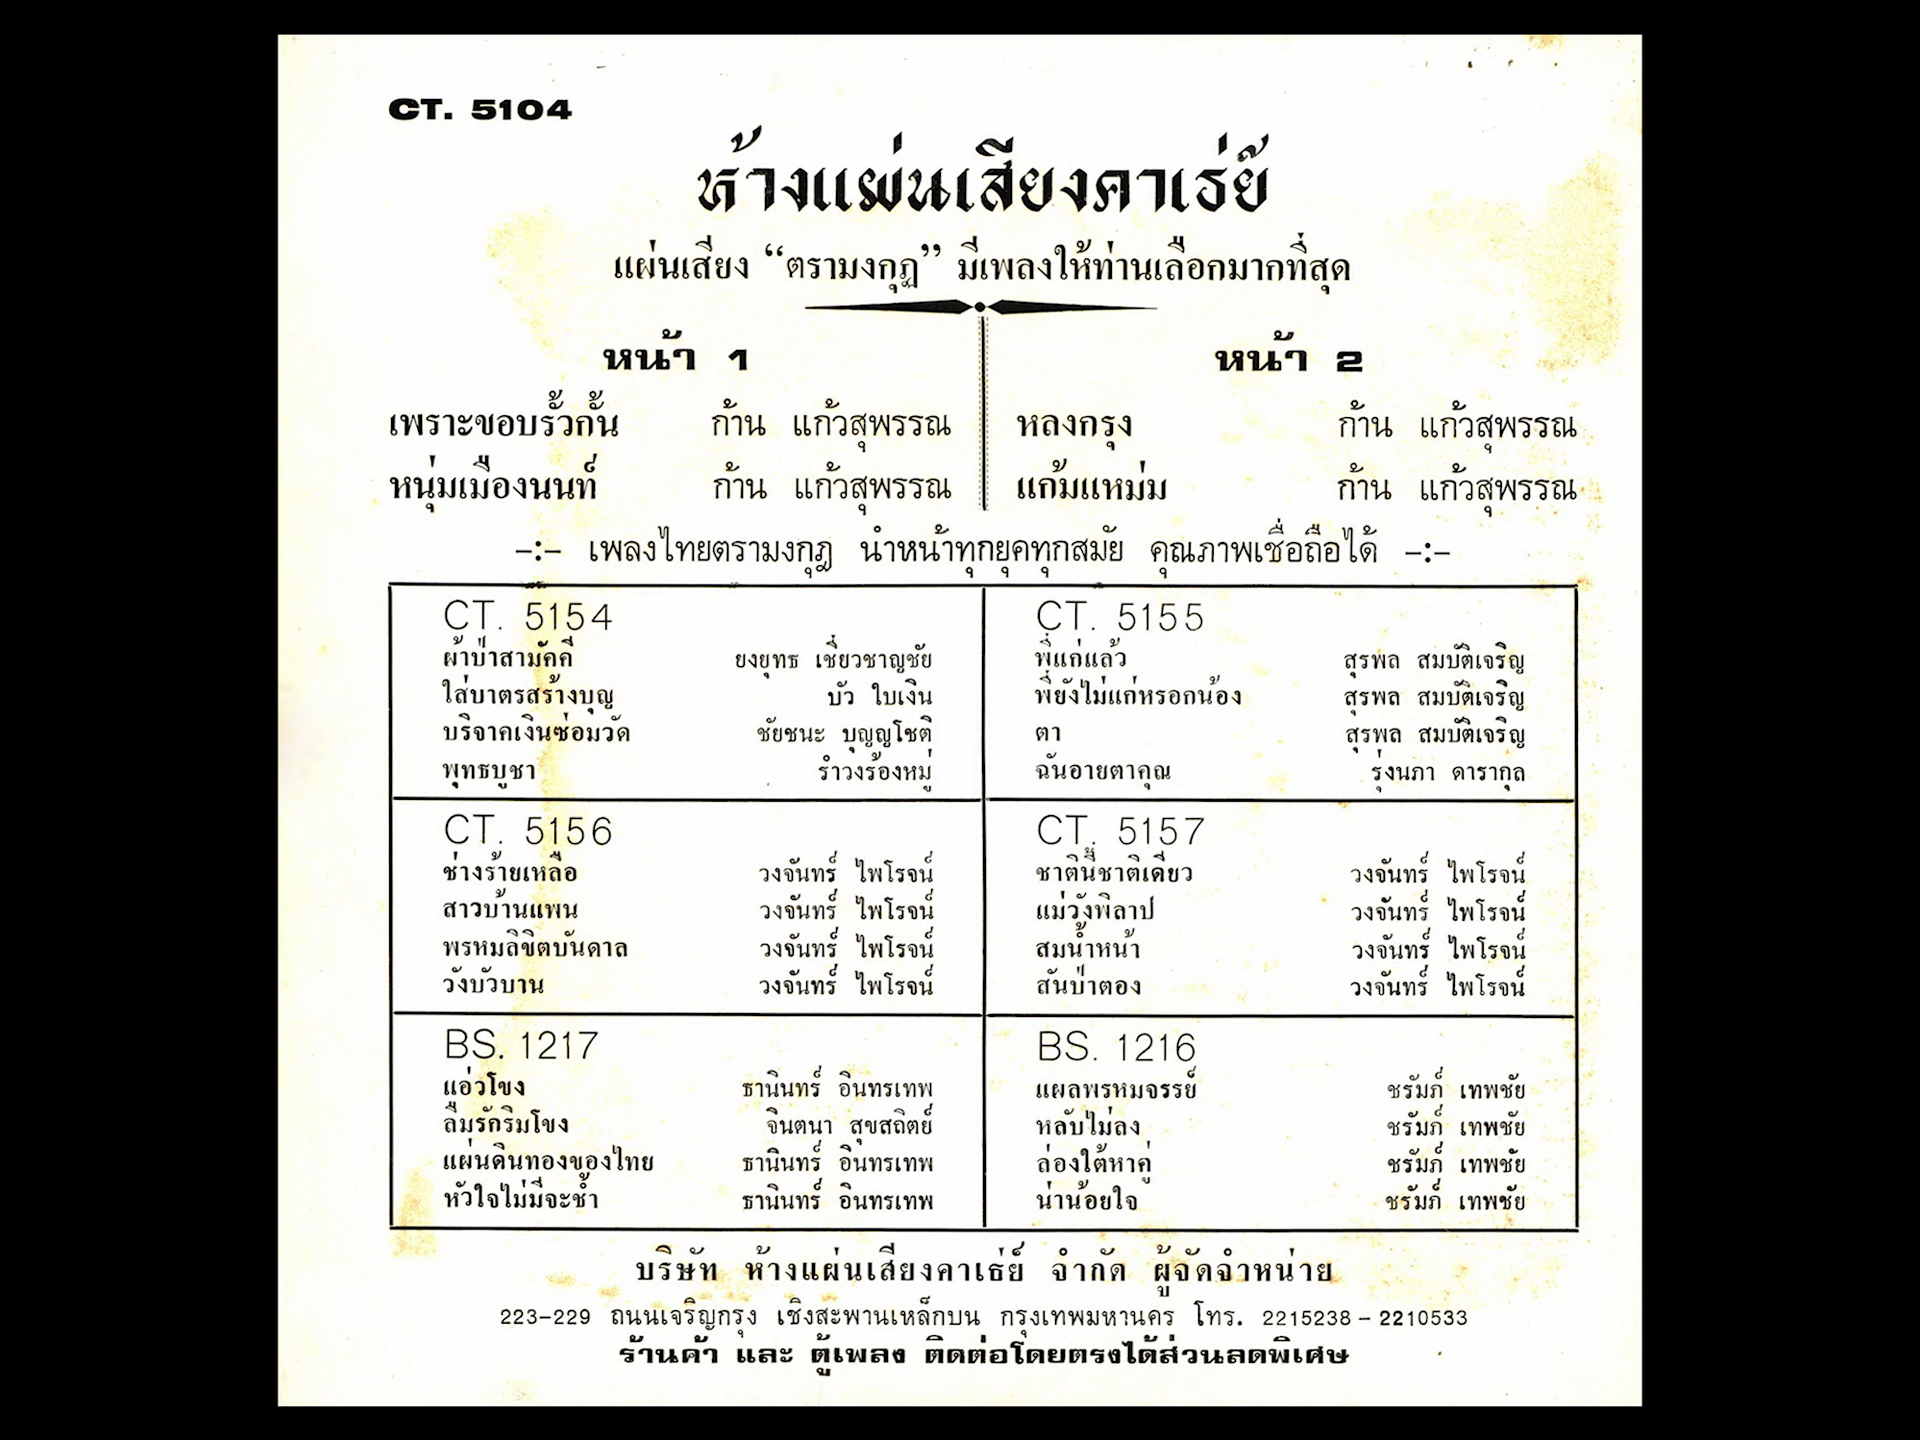 CT. 5104
ห้างแผ่นเสียงคาเธ่ย์
แผ่นเสียง “ตรามงกุฎ” มีเพลงให้ท่านเลือกมากที่สุด
หน้า 1
เพราะขอบรั้วกั้น ก้าน แก้วสุพรรณ
หนุ่มเมืองนนท์ ก้าน แก้วสุพรรณ
หน้า 2
หลงกรุง ก้าน แก้วสุพรรณ
แก้มแหม่ม ก้าน แก้วสุพรรณ
-:- เพลงไทยตรามงกุฎ นำหน้าทุกยุคทุกสมัย คุณภาพเชื่อถือได้ -:-
CT. 5154
ผ้าป่าสามัคคี ยงยุทธ เชี่ยวชาญชัย
ใส่บาตรสร้างบุญ บัว ใบเงิน
บริจาคเงินซ่อมวัด ชัยชนะ บุญญโชติ
พุทธบูชา รำวงร้องหมู่
CT. 5155
พี่แก่แล้ว สุรพล สมบัติเจริญ
พี่ยังไม่แก่หรอกน้อง สุรพล สมบัติเจริญ
ตา สุรพล สมบัติเจริญ
ฉันอายตาคุณ รุ่งนภา ดารากุล
CT. 5156
ช่างร้ายเหลือ วงจันทร์ ไพโรจน์
สาวบ้านแพน วงจันทร์ ไพโรจน์
พรหมลิขิตบันดาล วงจันทร์ ไพโรจน์
วังบัวบาน วงจันทร์ ไพโรจน์
CT. 5157
ชาตินี้ชาติเดียว วงจันทร์ ไพโรจน์
แม่วังพิลาป วงจันทร์ ไพโรจน์
สมน้ำหน้า วงจันทร์ ไพโรจน์
สันป่าตอง วงจันทร์ ไพโรจน์
BS. 1217
แอ่วโขง ธานินทร์ อินทรเทพ
ลืมรักริมโขง จินตนา สุขสถิตย์
แผ่นดินทองของไทย ธานินทร์ อินทรเทพ
หัวใจไม่มีจะช้ำ ธานินทร์ อินทรเทพ
BS. 1216
แผลพรหมจรรย์ ชรัมภ์ เทพชัย
หลับไม่ลง ชรัมภ์ เทพชัย
ล่องใต้หาคู่ ชรัมภ์ เทพชัย
น่าน้อยใจ ชรัมภ์ เทพชัย
บริษัท ห้างแผ่นเสียงคาเธ่ย์ จำกัด ผู้จัดจำหน่าย
223-229 ถนนเจริญกรุง เชิงสะพานเหล็กบน กรุงเทพมหานคร โทร. 2215238 - 2210533
ร้านค้า และ ตู้เพลง ติดต่อโดยตรงได้ส่วนลดพิเศษ